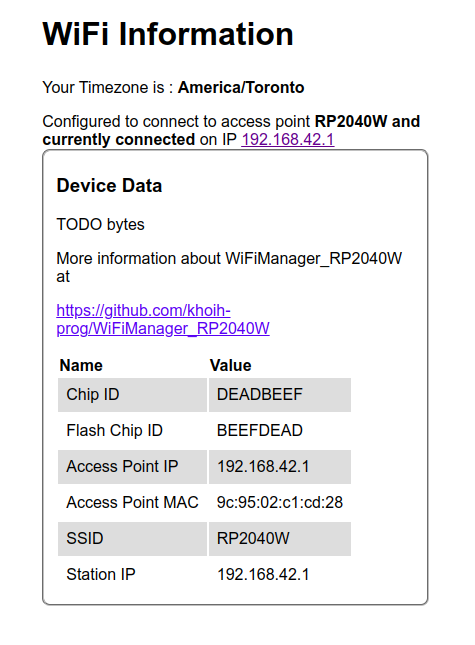 WiFi Information
Your Timezone is : America/Toronto
Configured to connect to access point RP2040W and
currently connected on IP 192.168.42.1
Device Data
TODO bytes
More information about WiFiManager_RP2040W
at
https://github.com/khoih-
prog/WiFiManager_RP2040W
Name Value
Chip ID DEADBEEF
Flash Chip ID BEEFDEAD
Access Point IP 192.168.42.1
Access Point MAC 9c:95:02:c1:cd:28
SSID RP2040W
Station IP 192.168.42.1